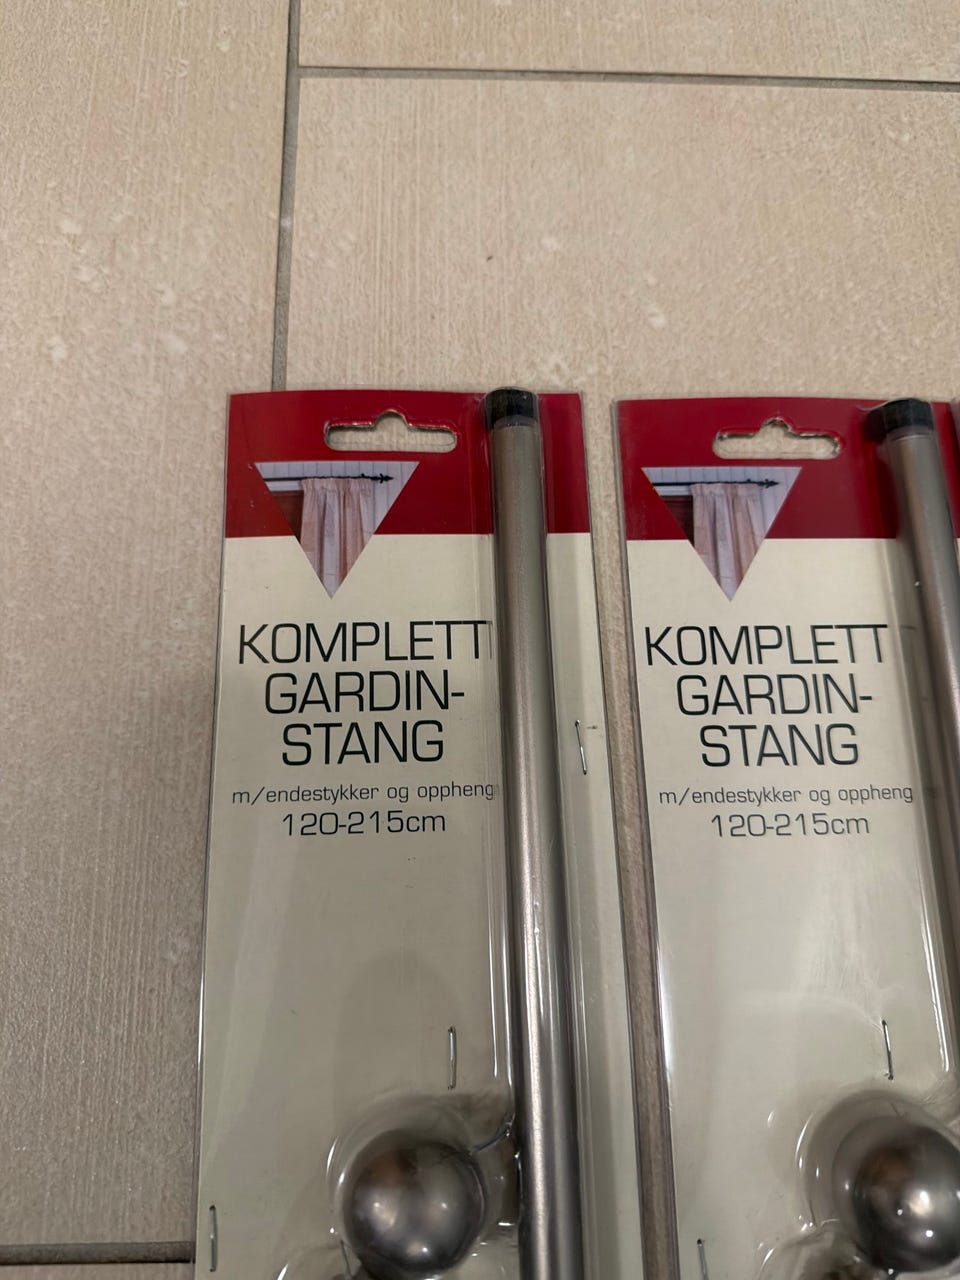 KOMPLETT
GARDIN-
STANG
m/endestykker og oppheng
120-215cm
KOMPLETT
GARDIN-
STANG
m/endestykker og oppheng
120-215cm